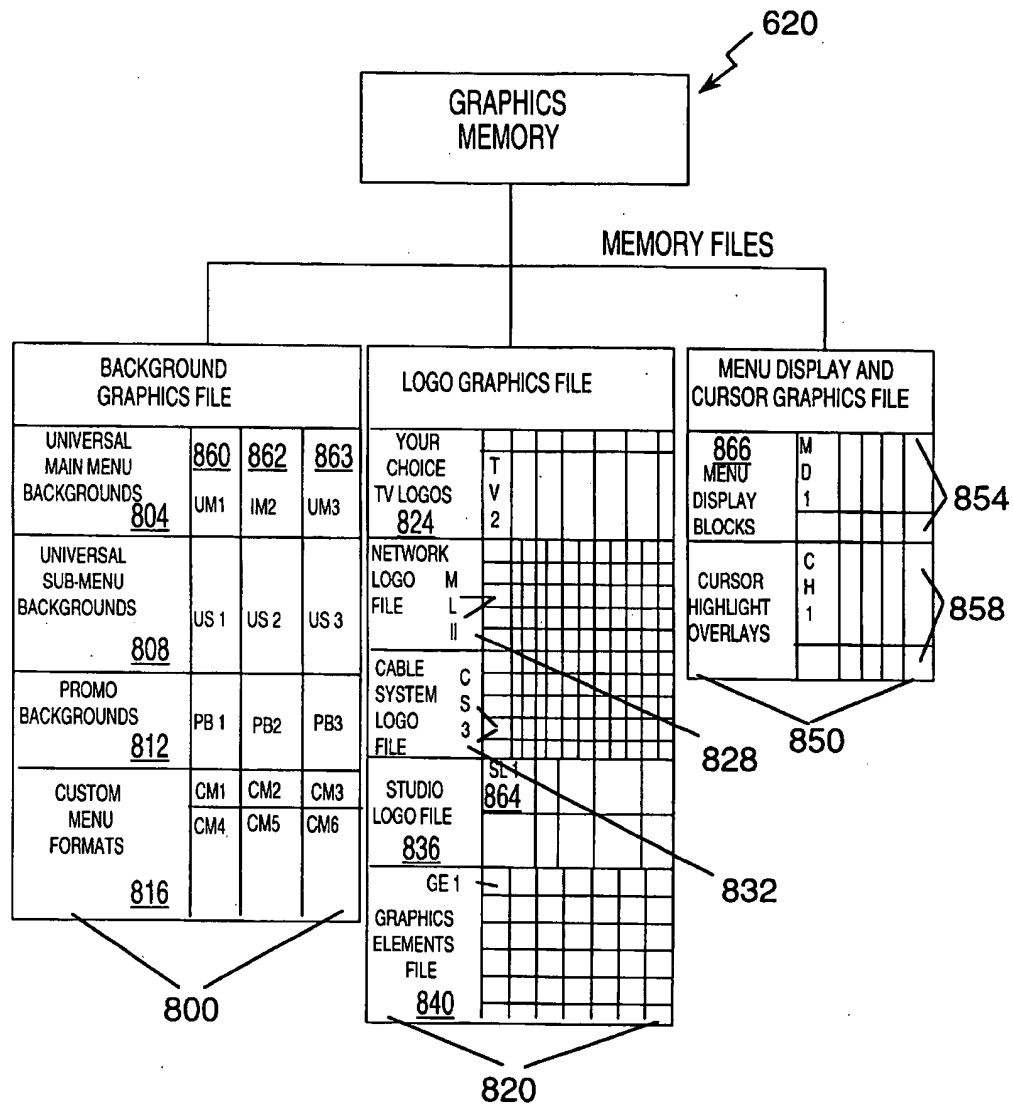 620
GRAPHICS
MEMORY
MEMORY FILES
BACKGROUND
GRAPHICS FILE
UNIVERSAL
MAIN MENU
BACKGROUNDS
804
860 862 863
UM1 IM2 UM3
UNIVERSAL
SUB-MENU
BACKGROUNDS
808
US 1 US 2 US 3
PROMO
BACKGROUNDS
812
PB 1 PB2 PB3
CUSTOM
MENU
FORMATS
816
CM1 CM2 CM3
CM4 CM5 CM6
800
LOGO GRAPHICS FILE
YOUR
CHOICE
TV LOGOS
824
T
V
2
NETWORK
LOGO
FILE
M
L
II
828
CABLE
SYSTEM
LOGO
FILE
C
S
3
832
STUDIO
LOGO FILE
836
SL 1
864
GE 1
GRAPHICS
ELEMENTS
FILE
840
820
MENU DISPLAY AND
CURSOR GRAPHICS FILE
866
MENU
DISPLAY
BLOCKS
M
D
1
854
CURSOR
HIGHLIGHT
OVERLAYS
C
H
1
858
850